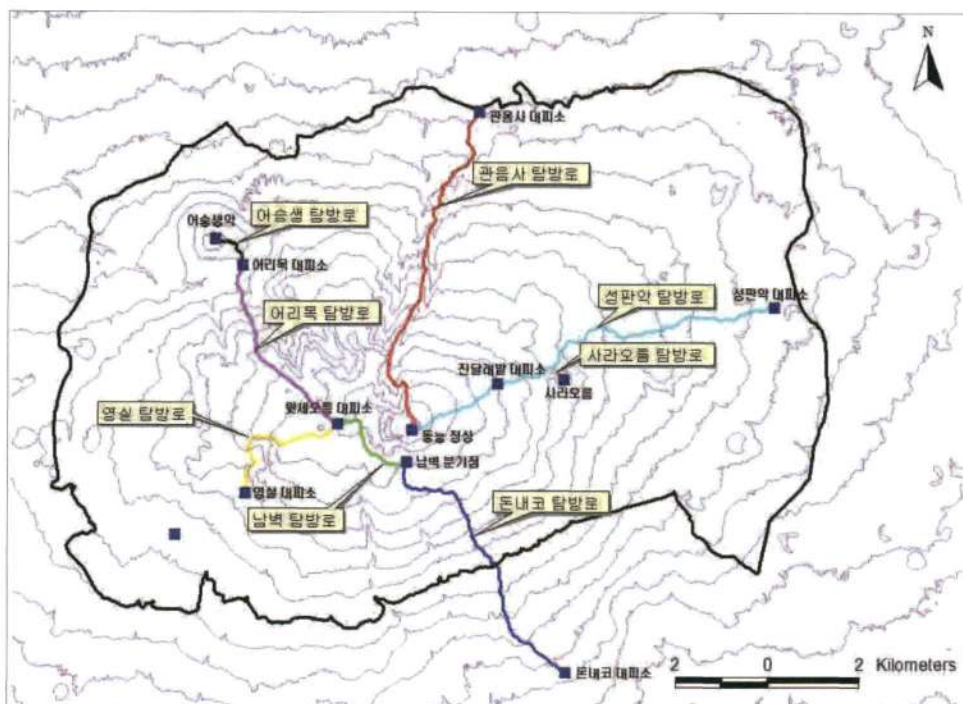 N
관음사 대피소
관음사 탐방로
어승생악
어승생 탐방로
어리목 대피소
성판악 탐방로
성판악 대피소
어리목 탐방로
사라오름 탐방로
진달래밭 대피소
사라오름
윗세오름 대피소
영실 탐방로
동능 정상
남벽 분기점
영실 대피소
돈내코 탐방로
남벽 탐방로
돈내코 대피소
2 0 2 Kilometers